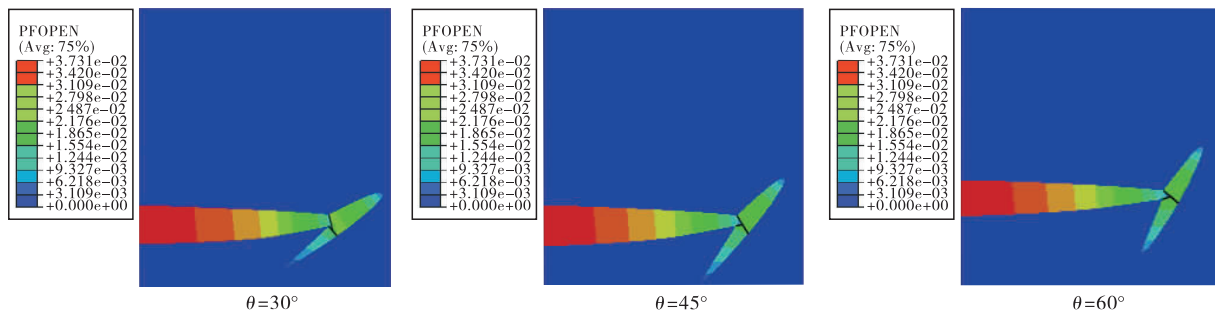 PFOPEN
(Avg: 75%)
+3.731e−02
+3.420e−02
+3.109e−02
+2.798e−02
+2.487e−02
+2.176e−02
+1.865e−02
+1.554e−02
+1.244e−02
+9.327e−03
+6.218e−03
+3.109e−03
+0.000e+00
θ=30°
PFOPEN
(Avg: 75%)
+3.731e−02
+3.420e−02
+3.109e−02
+2.798e−02
+2.487e−02
+2.176e−02
+1.865e−02
+1.554e−02
+1.244e−02
+9.327e−03
+6.218e−03
+3.109e−03
+0.000e+00
θ=45°
PFOPEN
(Avg: 75%)
+3.731e−02
+3.420e−02
+3.109e−02
+2.798e−02
+2.487e−02
+2.176e−02
+1.865e−02
+1.554e−02
+1.244e−02
+9.327e−03
+6.218e−03
+3.109e−03
+0.000e+00
θ=60°